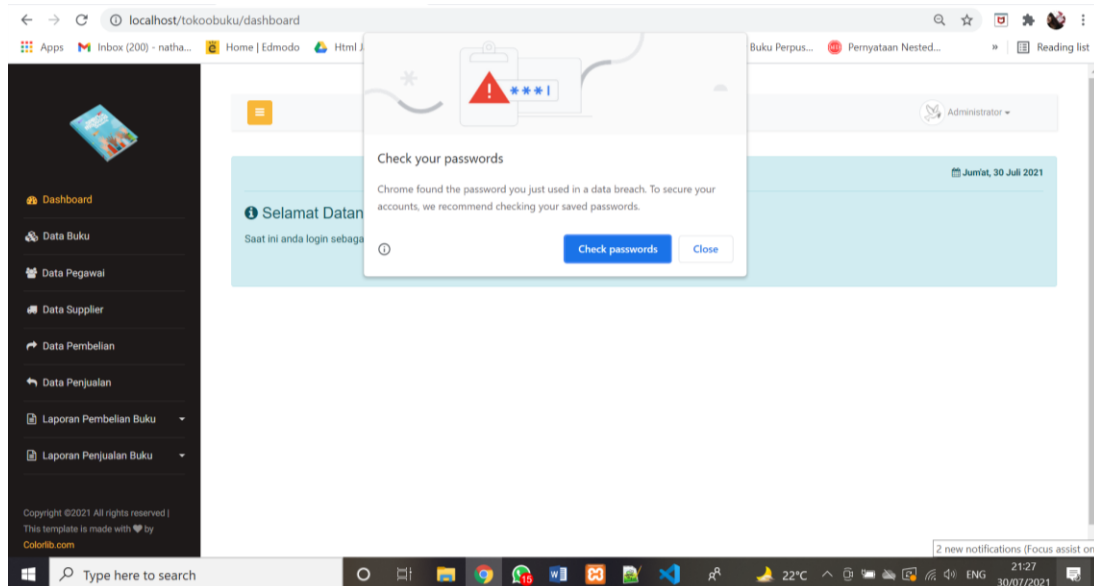 localhost/tokoobuku/dashboard
Apps Inbox (200) - natha... Home | Edmodo Html J Buku Perpus... Pernyataan Nested... » Reading list
Administrator
Jum'at, 30 Juli 2021
Selamat Datan
Saat ini anda login sebaga
Check your passwords
Chrome found the password you just used in a data breach. To secure your
accounts, we recommend checking your saved passwords.
Check passwords Close
Dashboard
Data Buku
Data Pegawai
Data Supplier
Data Pembelian
Data Penjualan
Laporan Pembelian Buku
Laporan Penjualan Buku
Copyright ©2021 All rights reserved |
This template is made with ♥ by
Colorlib.com
2 new notifications (Focus assist on
Type here to search
15
22°C ENG
21:27
30/07/2021